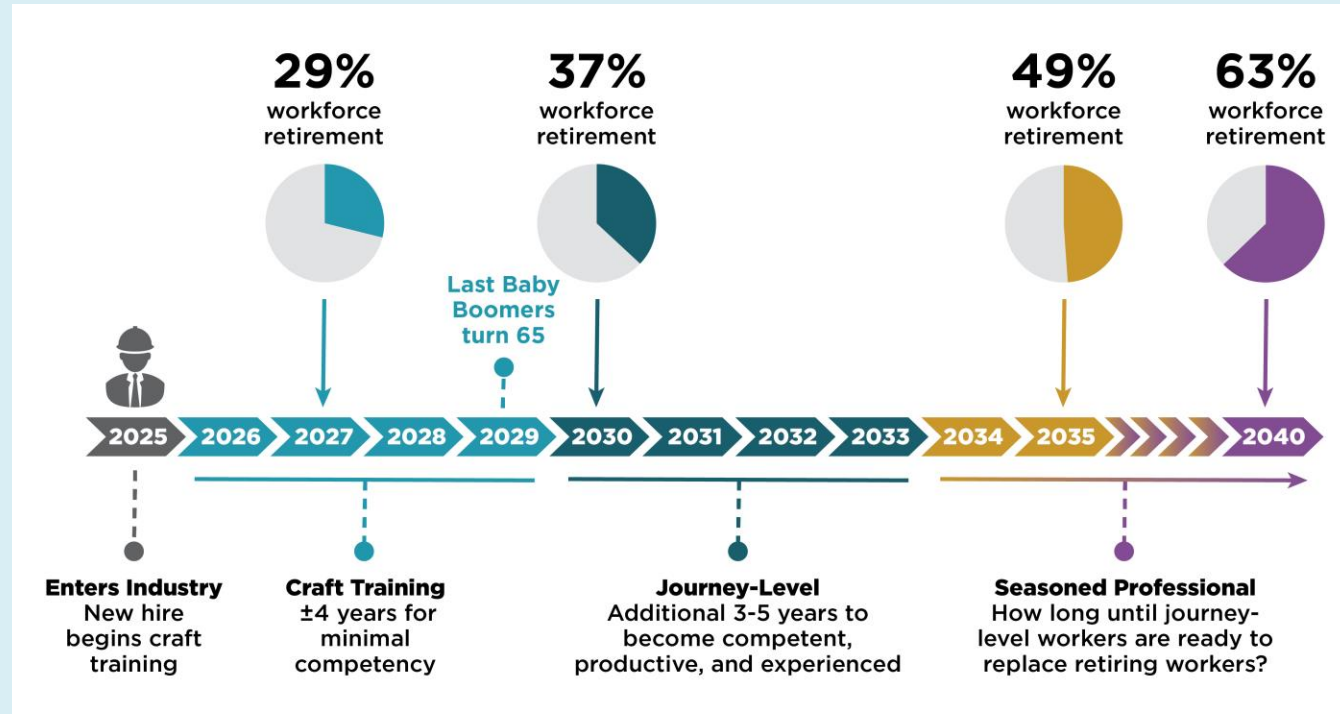 29%
workforce
retirement
37%
workforce
retirement
49%
workforce
retirement
63%
workforce
retirement
Last Baby
Boomers
turn 65
2025
2026
2027
2028
2029
2030
2031
2032
2033
2034
2035
2040
Enters Industry
New hire
begins craft
training
Craft Training
±4 years for
minimal
competency
Journey-Level
Additional 3-5 years to
become competent,
productive, and experienced
Seasoned Professional
How long until journey-
level workers are ready to
replace retiring workers?